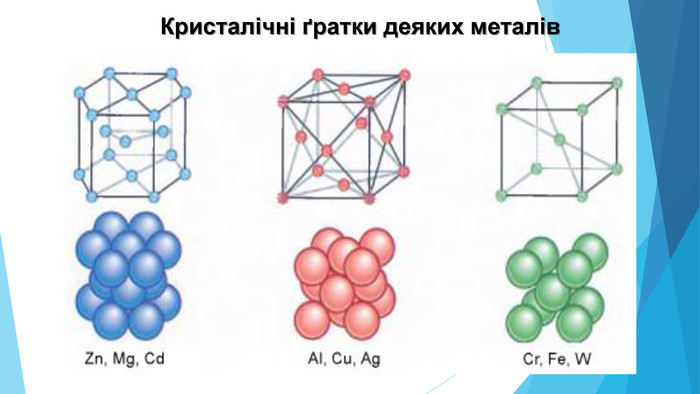 Кристалічні ґратки деяких металів
Zn, Mg, Cd
Al, Cu, Ag
Cr, Fe, W